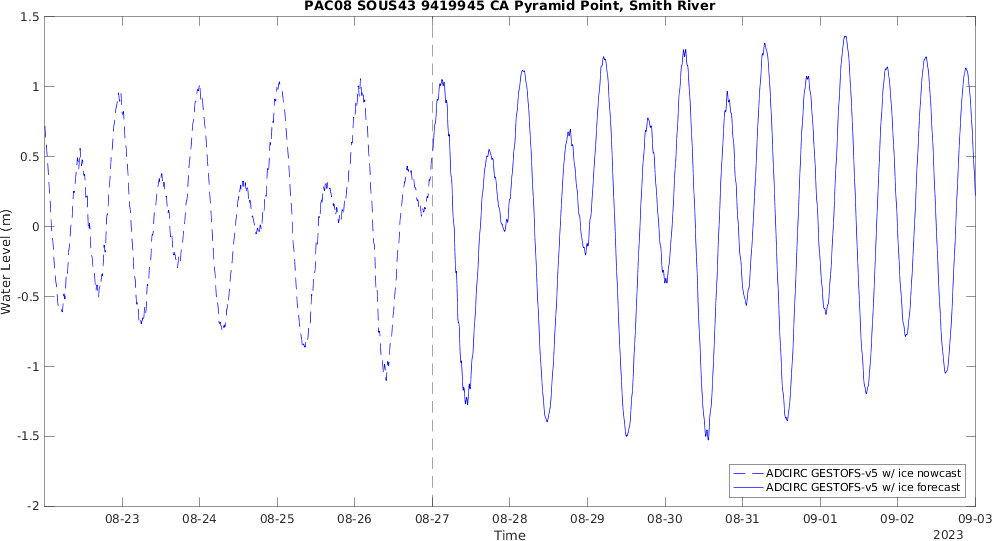 PAC08 SOUS43 9419945 CA Pyramid Point, Smith River
1.5
1
0.5
0
-0.5
-1
-1.5
-2
Water Level (m)
ADCIRC GESTOFS-v5 w/ ice nowcast
ADCIRC GESTOFS-v5 w/ ice forecast
08-23 08-24 08-25 08-26 08-27 08-28 08-29 08-30 08-31 09-01 09-02 09-03
Time
2023